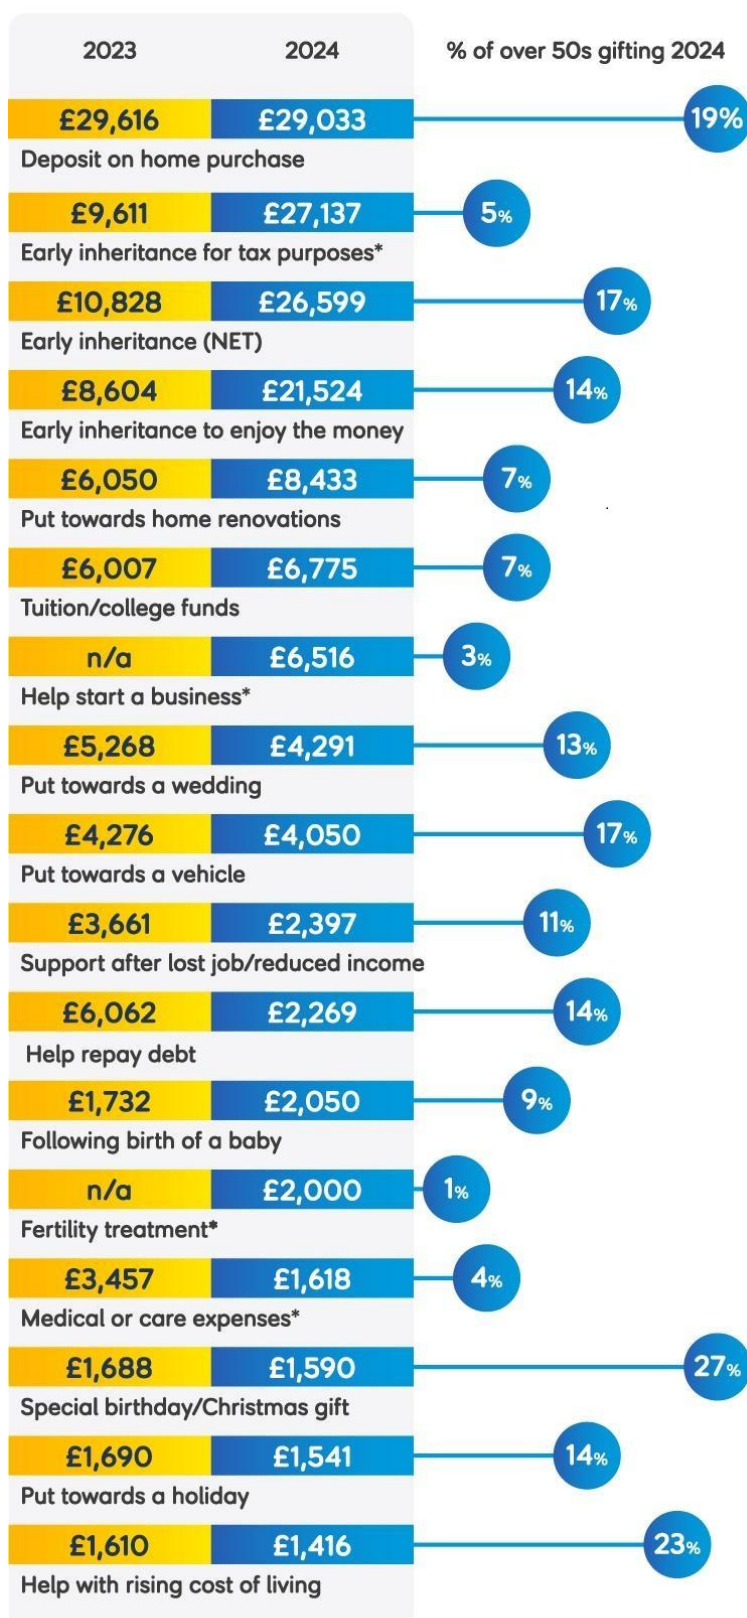 2023 2024 % of over 50s gifting 2024
£29,616 £29,033 19%
Deposit on home purchase
£9,611 £27,137 5%
Early inheritance for tax purposes*
£10,828 £26,599 17%
Early inheritance (NET)
£8,604 £21,524 14%
Early inheritance to enjoy the money
£6,050 £8,433 7%
Put towards home renovations
£6,007 £6,775 7%
Tuition/college funds
n/a £6,516 3%
Help start a business*
£5,268 £4,291 13%
Put towards a wedding
£4,276 £4,050 17%
Put towards a vehicle
£3,661 £2,397 11%
Support after lost job/reduced income
£6,062 £2,269 14%
Help repay debt
£1,732 £2,050 9%
Following birth of a baby
n/a £2,000 1%
Fertility treatment*
£3,457 £1,618 4%
Medical or care expenses*
£1,688 £1,590 27%
Special birthday/Christmas gift
£1,690 £1,541 14%
Put towards a holiday
£1,610 £1,416 23%
Help with rising cost of living